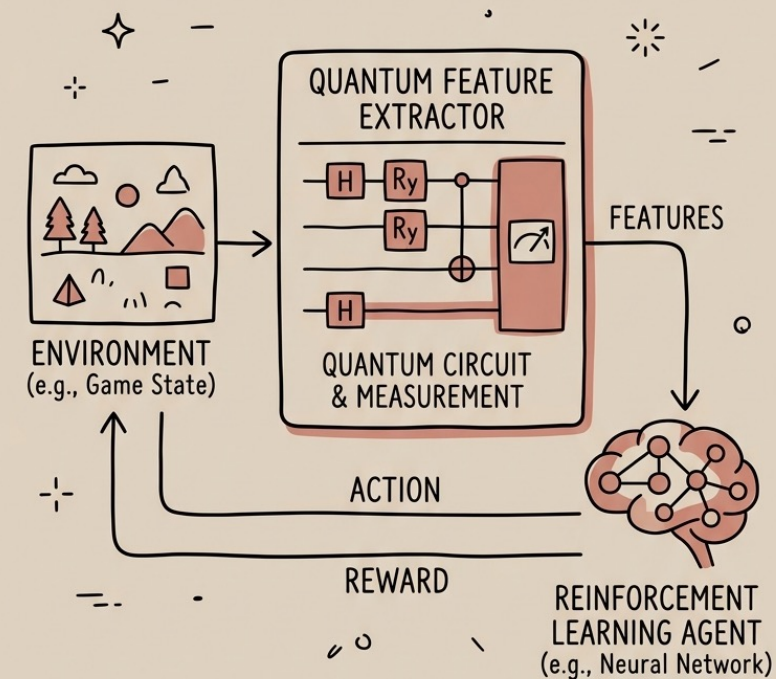 QUANTUM FEATURE
EXTRACTOR
H
Ry
Ry
H
QUANTUM CIRCUIT
& MEASUREMENT
ENVIRONMENT
(e.g., Game State)
FEATURES
ACTION
REWARD
REINFORCEMENT
LEARNING AGENT
(e.g., Neural Network)